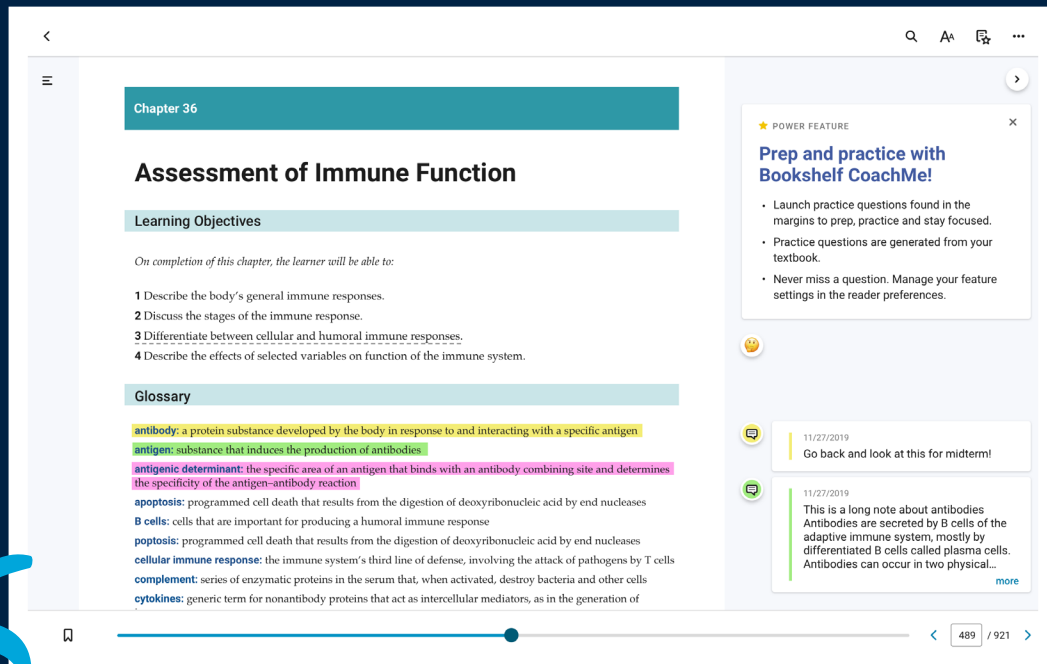 Chapter 36
Assessment of Immune Function
Learning Objectives
On completion of this chapter, the learner will be able to:
1 Describe the body's general immune responses.
2 Discuss the stages of the immune response.
3 Differentiate between cellular and humoral immune responses.
4 Describe the effects of selected variables on function of the immune system.
Glossary
antibody: a protein substance developed by the body in response to and interacting with a specific antigen
antigen: substance that induces the production of antibodies
antigenic determinant: the specific area of an antigen that binds with an antibody combining site and determines
the specificity of the antigen–antibody reaction
apoptosis: programmed cell death that results from the digestion of deoxyribonucleic acid by end nucleases
B cells: cells that are important for producing a humoral immune response
poptosis: programmed cell death that results from the digestion of deoxyribonucleic acid by end nucleases
cellular immune response: the immune system's third line of defense, involving the attack of pathogens by T cells
complement: series of enzymatic proteins in the serum that, when activated, destroy bacteria and other cells
cytokines: generic term for nonantibody proteins that act as intercellular mediators, as in the generation of
POWER FEATURE
Prep and practice with
Bookshelf CoachMe!
• Launch practice questions found in the
margins to prep, practice and stay focused.
• Practice questions are generated from your
textbook.
• Never miss a question. Manage your feature
settings in the reader preferences.
11/27/2019
Go back and look at this for midterm!
11/27/2019
This is a long note about antibodies
Antibodies are secreted by B cells of the
adaptive immune system, mostly by
differentiated B cells called plasma cells.
Antibodies can occur in two physical...
more
489 / 921